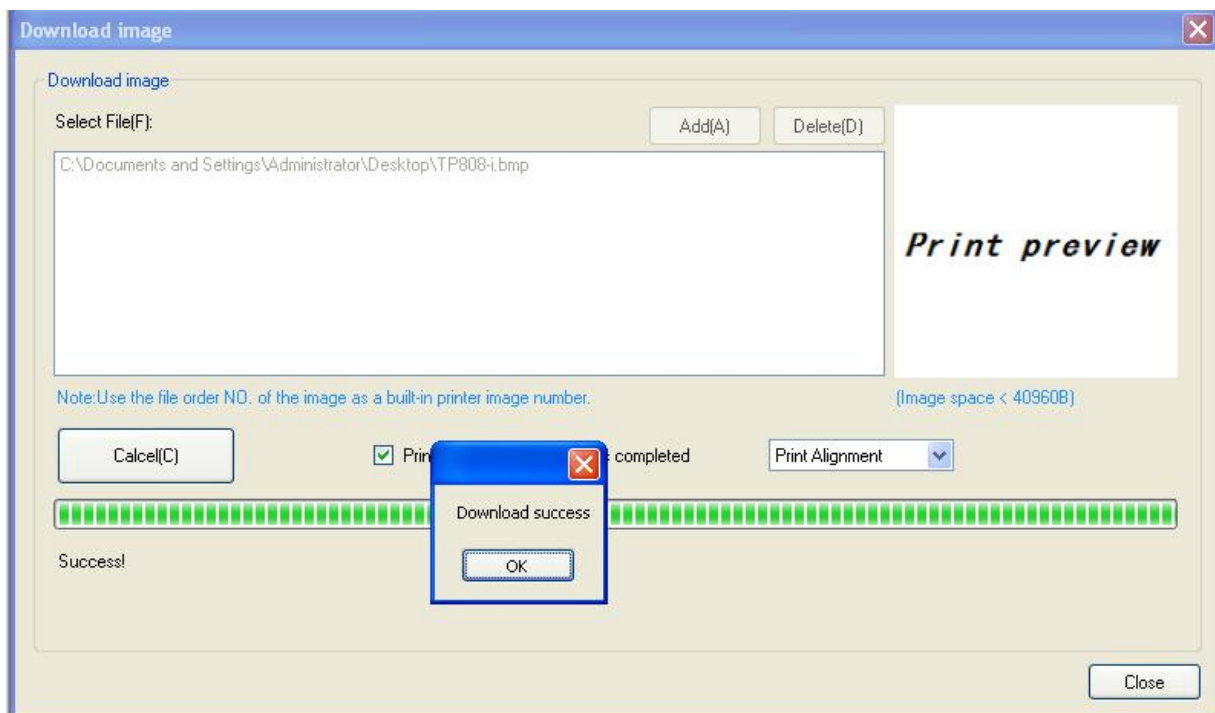 Download image
Download image
Select File(F):
Add(A)
Delete(D)
C:\Documents and Settings\Administrator\Desktop\TP808-i.bmp
Print preview
Note:Use the file order NO. of the image as a built-in printer image number.
(Image space < 40960B)
Calcel(C)
Prin
completed
Print Alignment
Download success
OK
Success!
Close